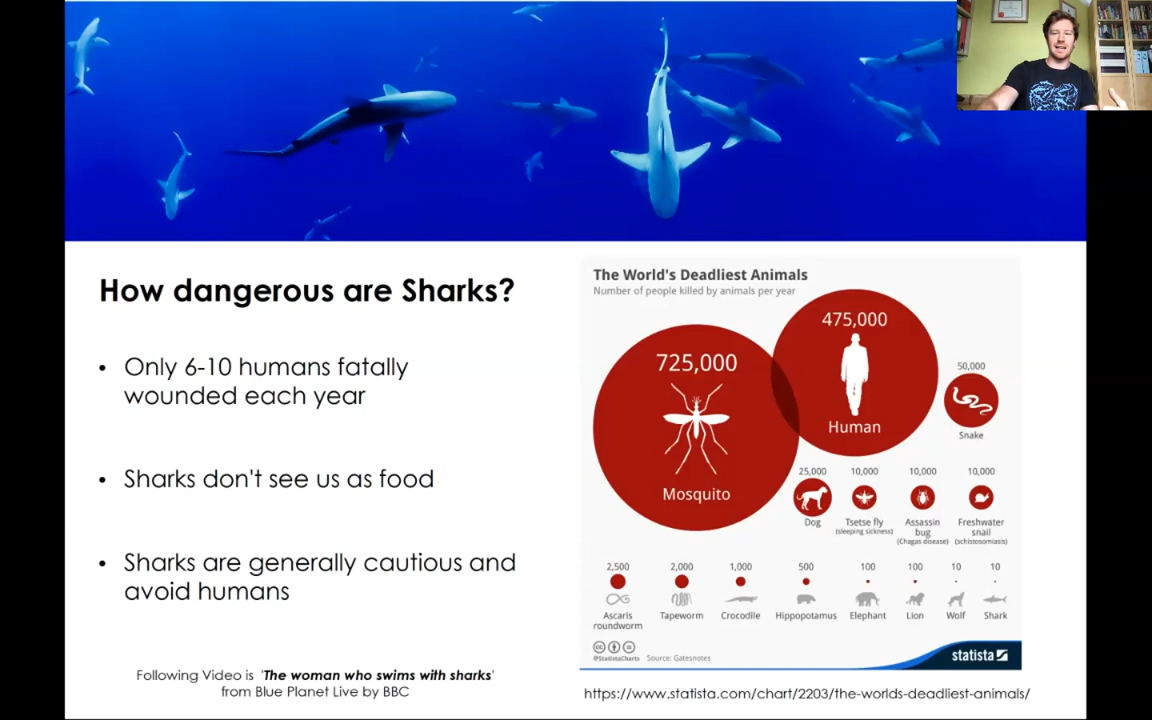 How dangerous are Sharks?
• Only 6-10 humans fatally
wounded each year
• Sharks don't see us as food
• Sharks are generally cautious and
avoid humans
Following Video is 'The woman who swims with sharks'
from Blue Planet Live by BBC
The World's Deadliest Animals
Number of people killed by animals per year
725,000
Mosquito
475,000
Human
50,000
Snake
25,000
Dog
10,000
Tsetse fly
(sleeping sickness)
10,000
Assassin
bug
(Chagas disease)
10,000
Freshwater
snail
(schistosomiasis)
2,500
Ascaris
roundworm
2,000
Tapeworm
1,000
Crocodile
500
Hippopotamus
100
Elephant
100
Lion
10
Wolf
10
Shark
@StatistaCharts Source: Gatesnotes
statista
https://www.statista.com/chart/2203/the-worlds-deadliest-animals/